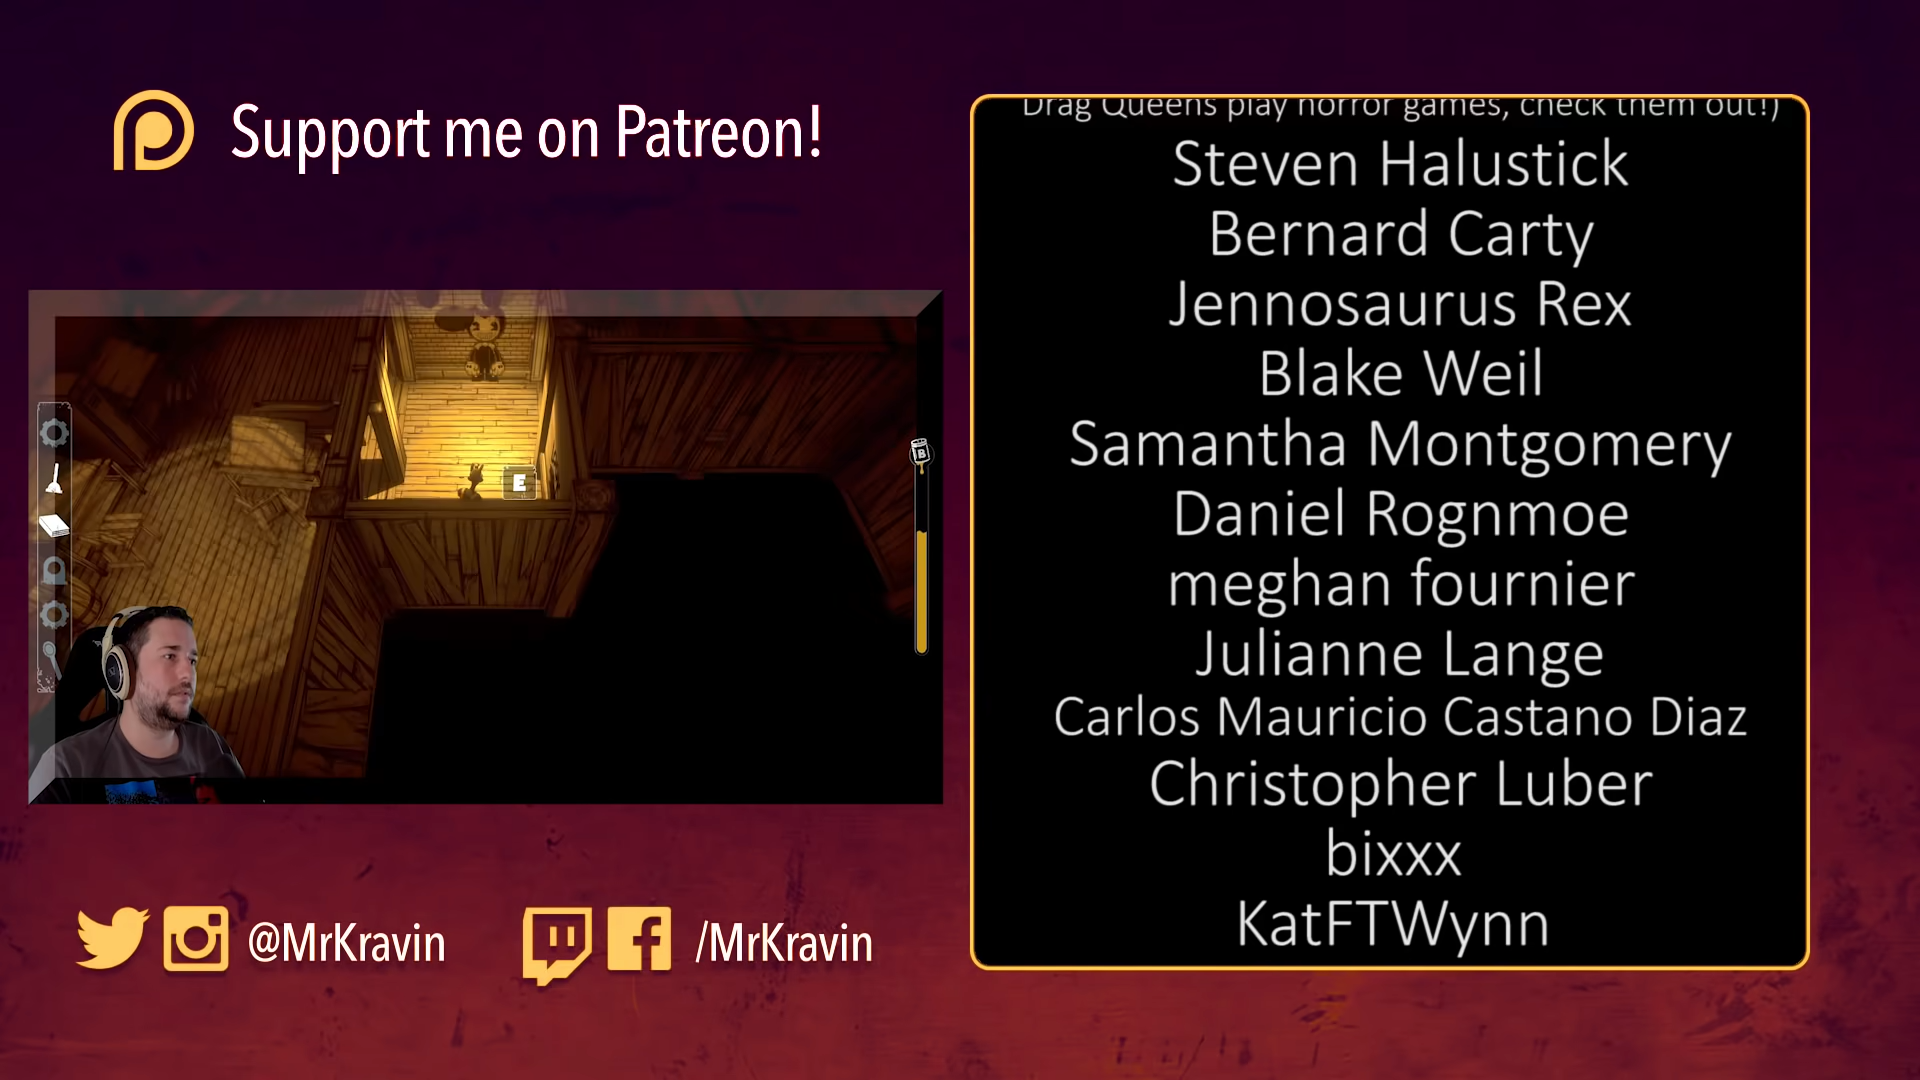 Support me on Patreon!
E
B
@MrKravin
/MrKravin
Drag Queens play horror games, check them out!)
Steven Halustick
Bernard Carty
Jennosaurus Rex
Blake Weil
Samantha Montgomery
Daniel Rognmoe
meghan fournier
Julianne Lange
Carlos Mauricio Castano Diaz
Christopher Luber
bixxx
KatFTWynn